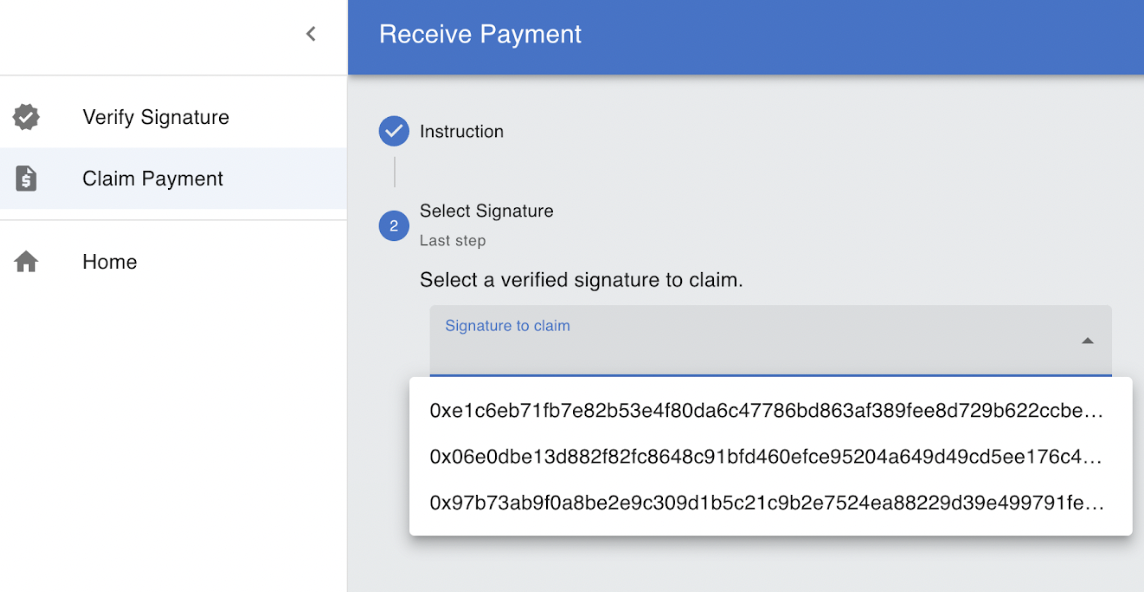 Receive Payment
Verify Signature
Claim Payment
Home
Instruction
2
Select Signature
Last step
Select a verified signature to claim.
Signature to claim
0xe1c6eb71fb7e82b53e4f80da6c47786bd863af389fee8d729b622ccbe...
0x06e0dbe13d882f82fc8648c91bfd460efce95204a649d49cd5ee176c4...
0x97b73ab9f0a8be2e9c309d1b5c21c9b2e7524ea88229d39e499791fe...